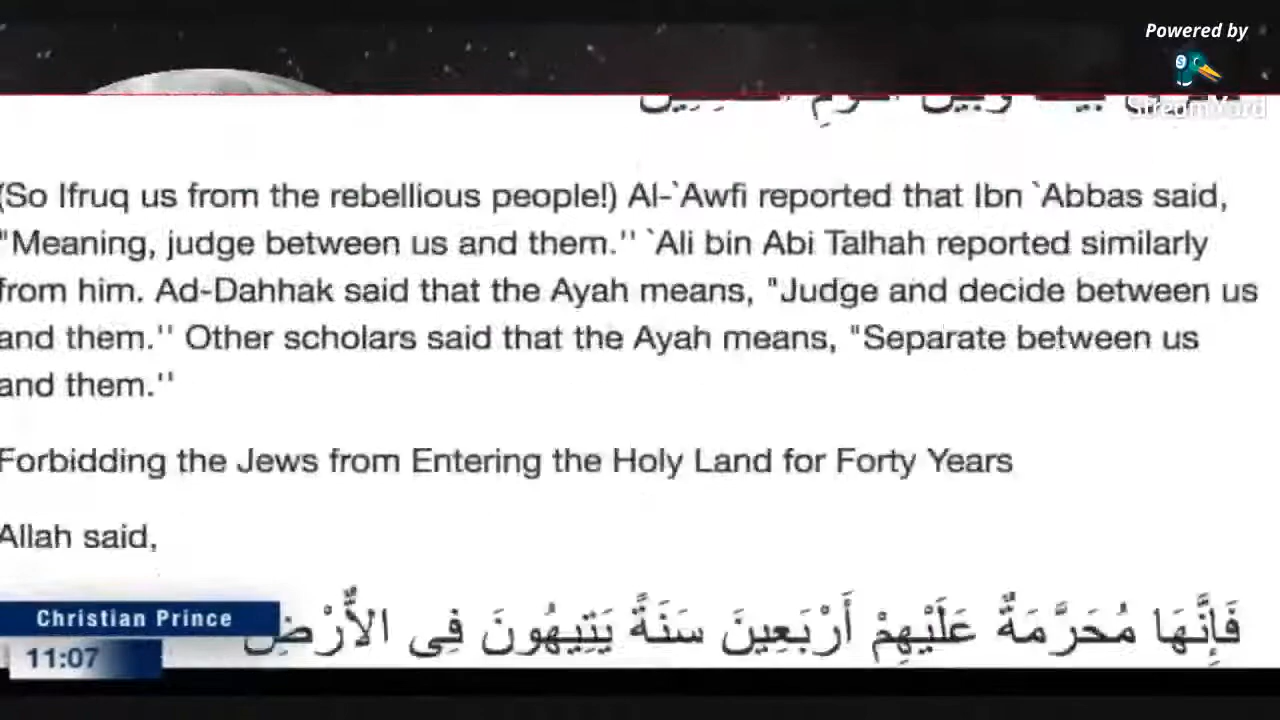 Powered by
StreamYard
(So Ifruq us from the rebellious people!) Al-`Awfi reported that Ibn `Abbas said,
"Meaning, judge between us and them.'' `Ali bin Abi Talhah reported similarly
from him. Ad-Dahhak said that the Ayah means, "Judge and decide between us
and them.'' Other scholars said that the Ayah means, "Separate between us
and them.''
Forbidding the Jews from Entering the Holy Land for Forty Years
Allah said,
فَإِنَّهَا مُحَرَّمَةٌ عَلَيْهِمْ أَرْبَعِينَ سَنَةً يَتِيهُونَ فِى الاٌّرْضِ
Christian Prince
11:07